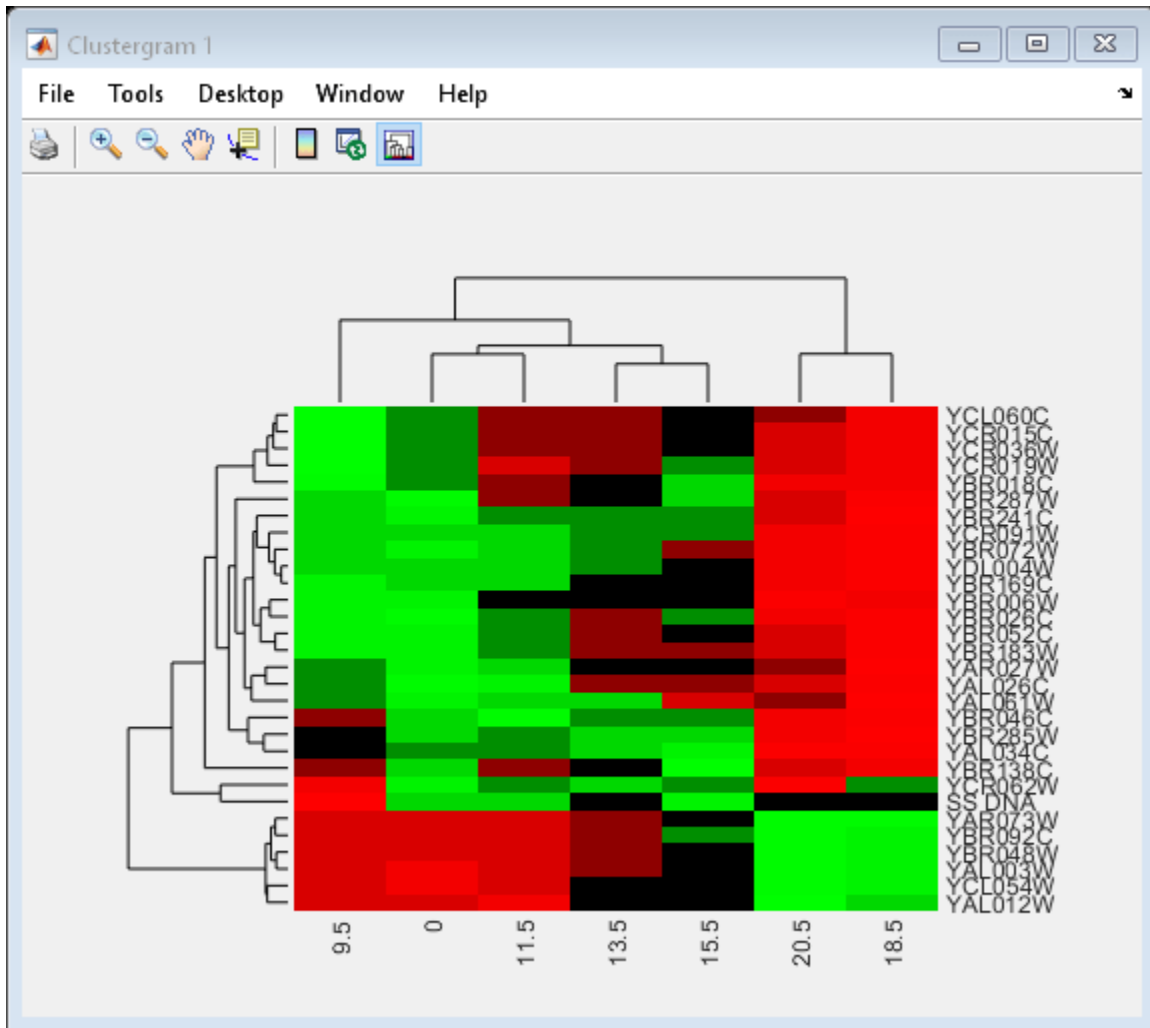 Clustergram 1
File Tools Desktop Window Help
YCL060C
YCR015C
YCR036W
YCR019W
YBR018C
YBR287W
YBR241C
YCR091W
YBR072W
YDL004W
YBR169C
YBR006W
YBR026C
YBR052C
YBR183W
YAR027W
YAL026C
YAL061W
YBR046C
YBR285W
YAL034C
YBR138C
YCR062W
SS DNA
YAR073W
YBR092C
YBR048W
YAL003W
YCL054W
YAL012W
9.5 0 11.5 13.5 15.5 20.5 18.5